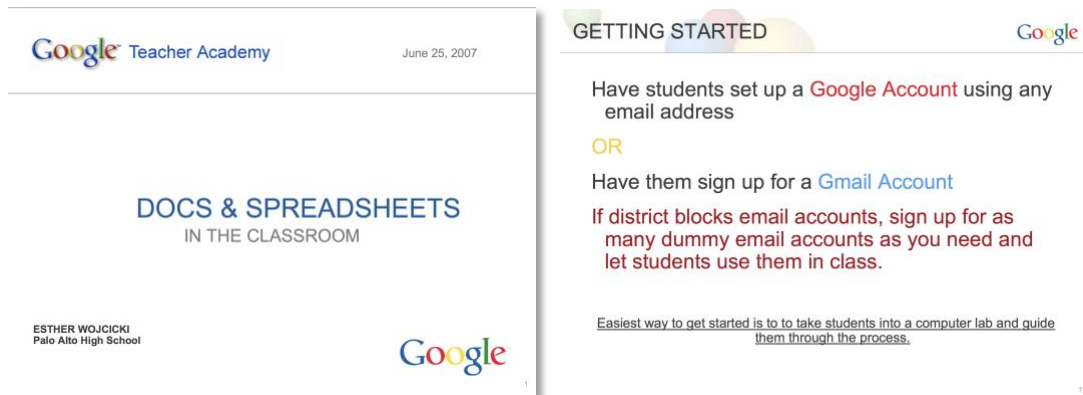 Google™ Teacher Academy
June 25, 2007
DOCS & SPREADSHEETS
IN THE CLASSROOM
ESTHER WOJCICKI
Palo Alto High School
Google
1
GETTING STARTED
Google
Have students set up a Google Account using any
email address
OR
Have them sign up for a Gmail Account
If district blocks email accounts, sign up for as
many dummy email accounts as you need and
let students use them in class.
Easiest way to get started is to to take students into a computer lab and guide
them through the process.